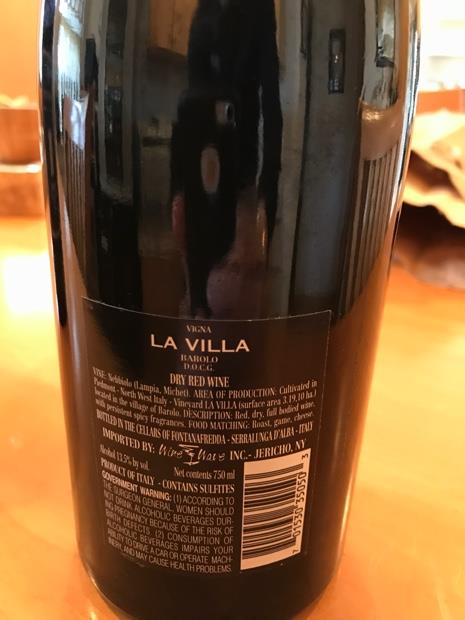 VIGNA
LA VILLA
BAROLO
D.O.C.G.
DRY RED WINE
VINE: Nebbiolo (Lampia, Michet). AREA OF PRODUCTION: Cultivated in
Piedmont - North West Italy - Vineyard LA VILLA (surface area 3.19,10 ha.)
located in the village of Barolo. DESCRIPTION: Red, dry, full bodied wine,
with persistent spicy fragrances. FOOD MATCHING: Roast, game, cheese.
BOTTLED IN THE CELLARS OF FONTANAFREDDA - SERRALUNGA D'ALBA - ITALY
IMPORTED BY: Wine Wave INC.- JERICHO, NY
Alcohol 13.5% by vol. Net contents 750 ml
PRODUCT OF ITALY - CONTAINS SULFITES
GOVERNMENT WARNING: (1) ACCORDING TO
THE SURGEON GENERAL, WOMEN SHOULD
NOT DRINK ALCOHOLIC BEVERAGES DUR-
ING PREGNANCY BECAUSE OF THE RISK OF
BIRTH DEFECTS. (2) CONSUMPTION OF
ALCOHOLIC BEVERAGES IMPAIRS YOUR
ABILITY TO DRIVE A CAR OR OPERATE MACH-
INERY, AND MAY CAUSE HEALTH PROBLEMS.
7 01530 35050 3